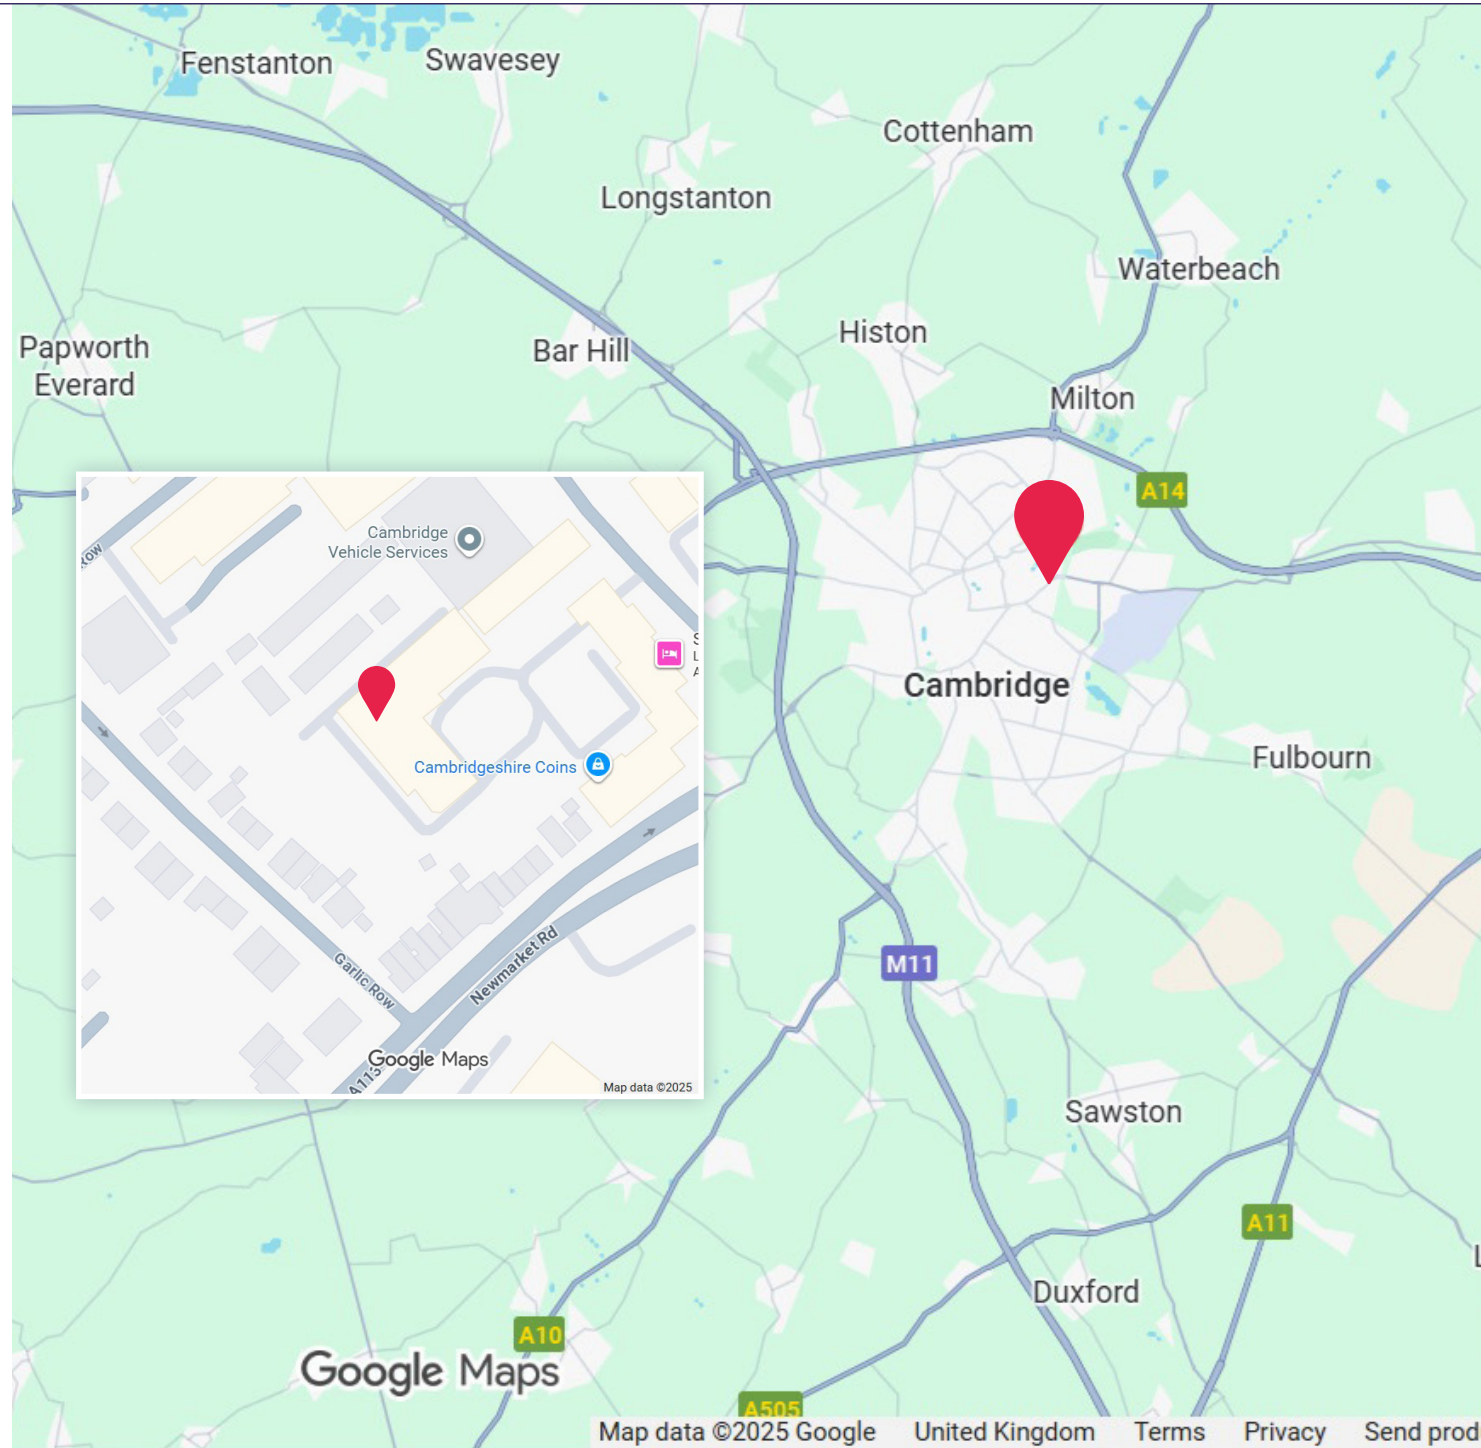 Fenstanton
Swavesey
Cottenham
Longstanton
Waterbeach
Histon
Papworth
Everard
Bar Hill
Milton
A14
Cambridge
Fulbourn
M11
Sawston
A11
Duxford
A10
A505
Cambridge
Vehicle Services
Cambridgeshire Coins
Garlic Row
Newmarket Rd
Google Maps
Map data ©2025
Google Maps
Map data ©2025 Google United Kingdom Terms Privacy Send prod